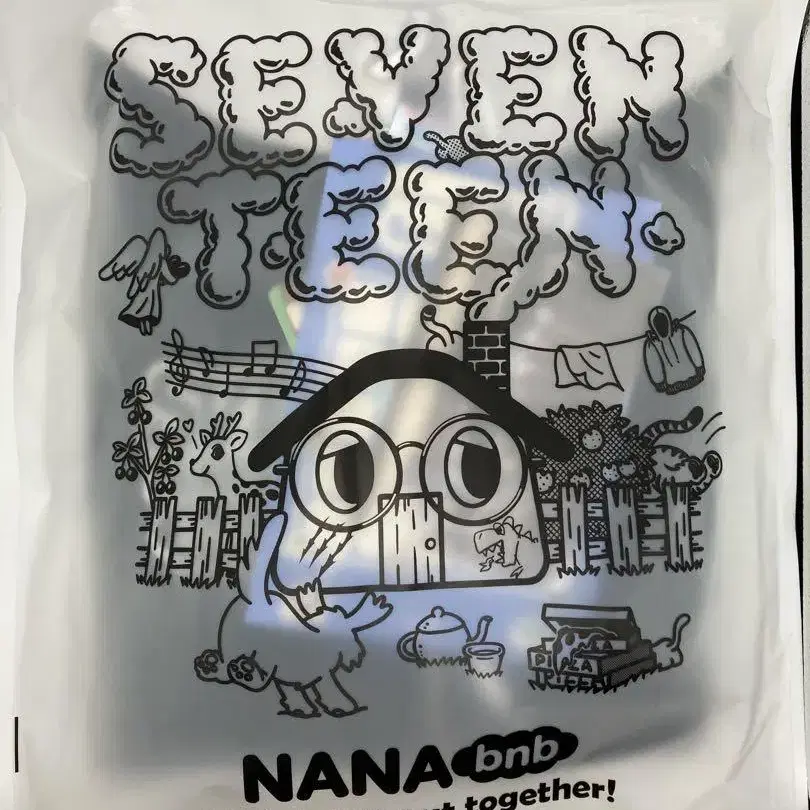 SEVEN
TEEN
PIZZA
NANA bnb
together!